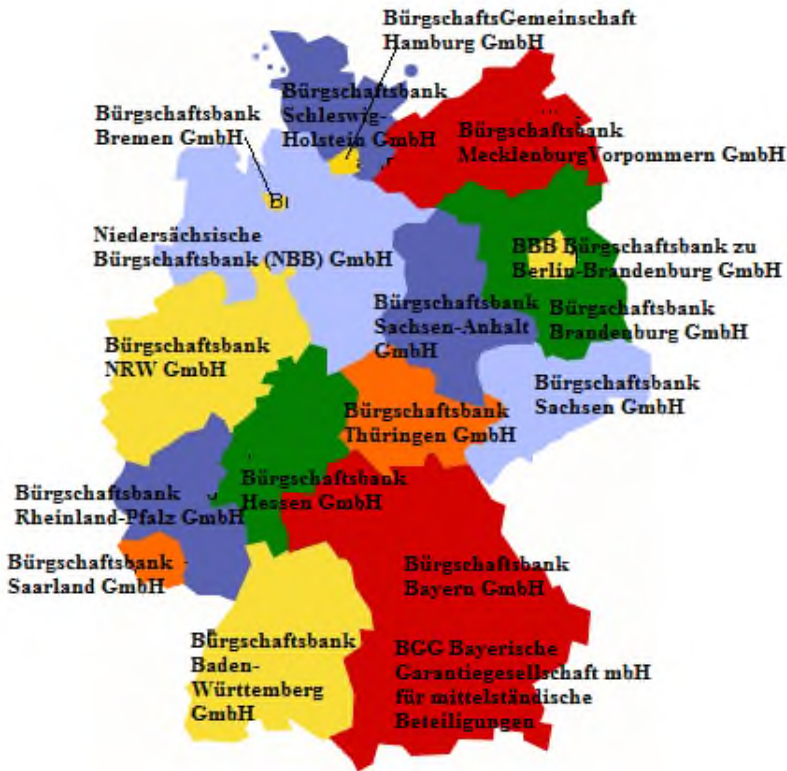 BürgschaftsGemeinschaft
Hamburg GmbH
Bürgschaftsbank
Schleswig-
Holstein GmbH
Bürgschaftsbank
Bremen GmbH
Bürgschaftsbank
MecklenburgVorpommern GmbH
Bı
Niedersächsische
Bürgschaftsbank (NBB) GmbH
BBB Bürgschaftsbank zu
Berlin-Brandenburg GmbH
Bürgschaftsbank
Sachsen-Anhalt
GmbH
Bürgschaftsbank
Brandenburg GmbH
Bürgschaftsbank
NRW GmbH
Bürgschaftsbank
Sachsen GmbH
Bürgschaftsbank
Thüringen GmbH
Bürgschaftsbank
Hessen GmbH
Bürgschaftsbank
Rheinland-Pfalz GmbH
Bürgschaftsbank
Saarland GmbH
Bürgschaftsbank
Bayern GmbH
Bürgschaftsbank
Baden-
Württemberg
GmbH
BGG Bayerische
Garantiegesellschaft mbH
für mittelständische
Beteiligungen